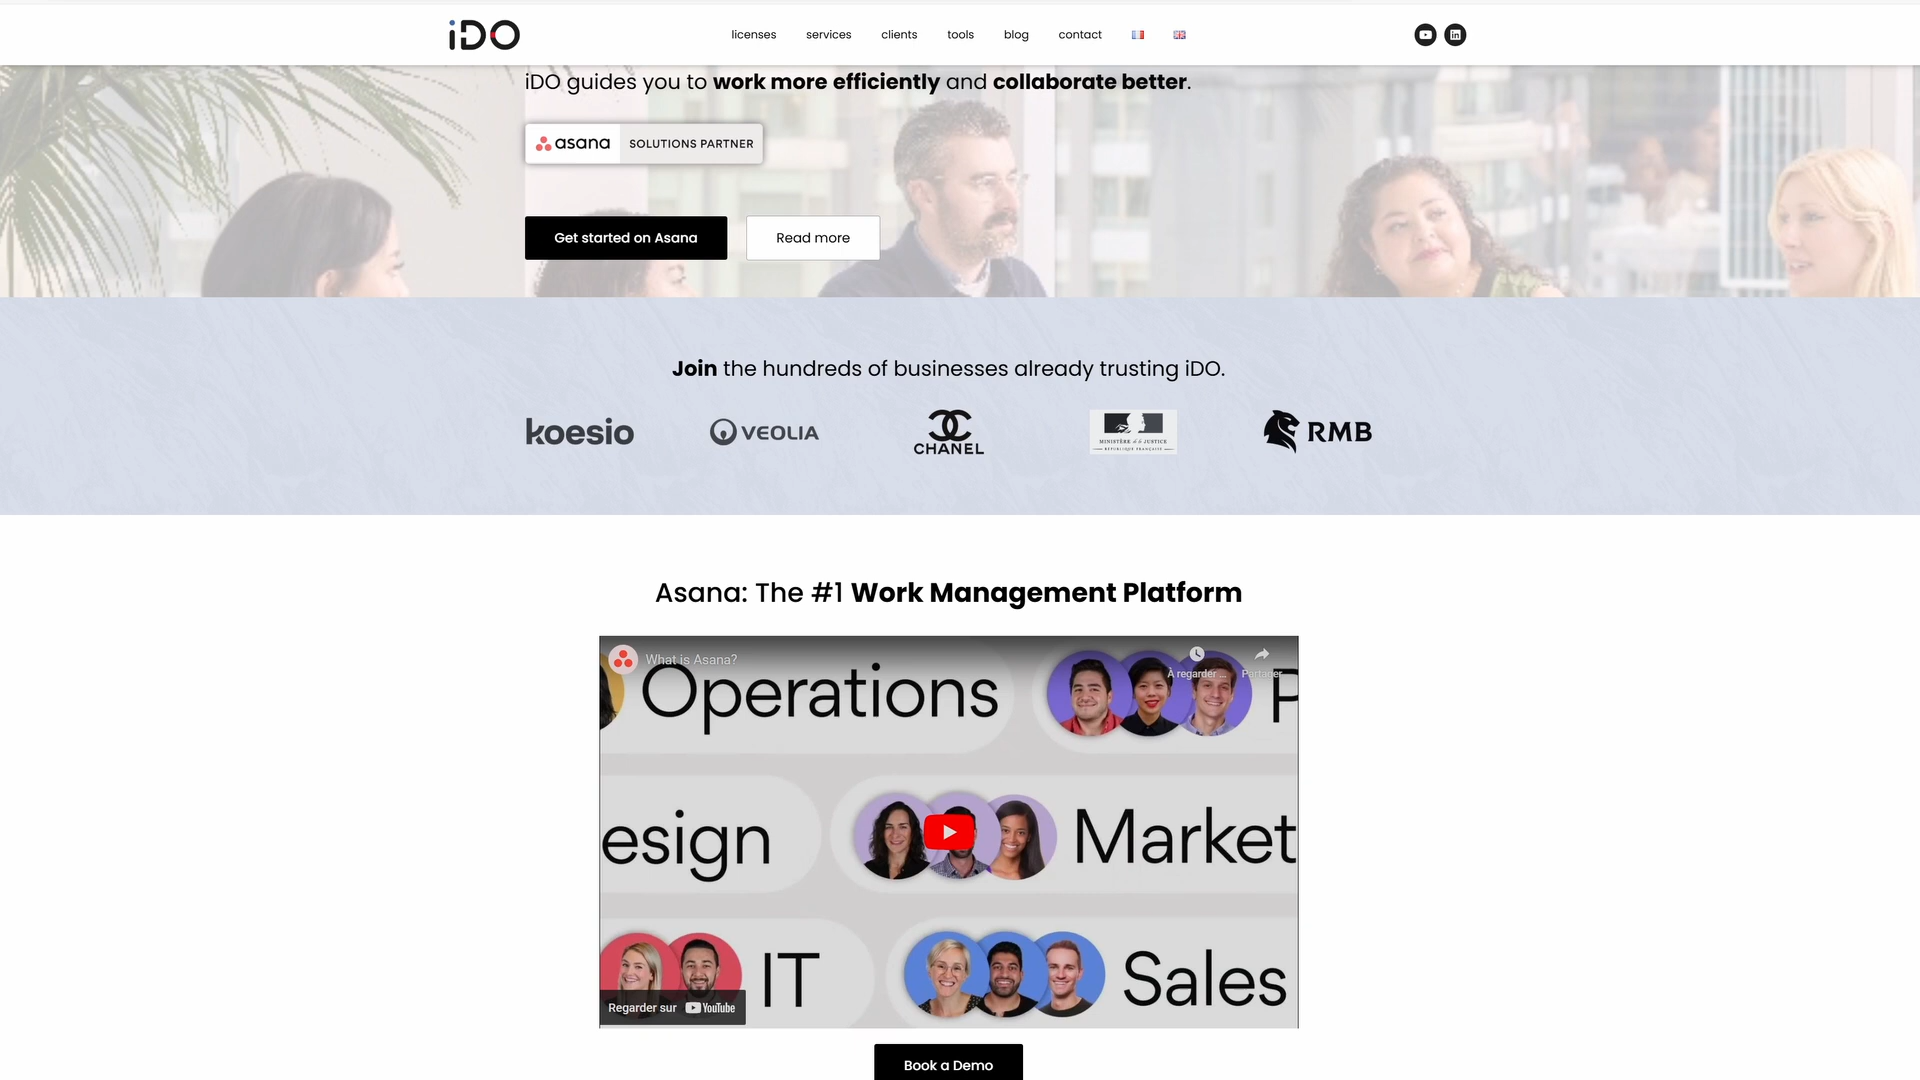 iDO
licenses services clients tools blog contact
iDO guides you to work more efficiently and collaborate better.
asana SOLUTIONS PARTNER
Get started on Asana Read more
Join the hundreds of businesses already trusting iDO.
koesio VEOLIA CHANEL MINISTÈRE de la JUSTICE RMB
RÉPUBLIQUE FRANÇAISE
Asana: The #1 Work Management Platform
What is Asana? À regarder ... Partager
Operations P
esign Market
IT Sales
Regarder sur YouTube
Book a Demo